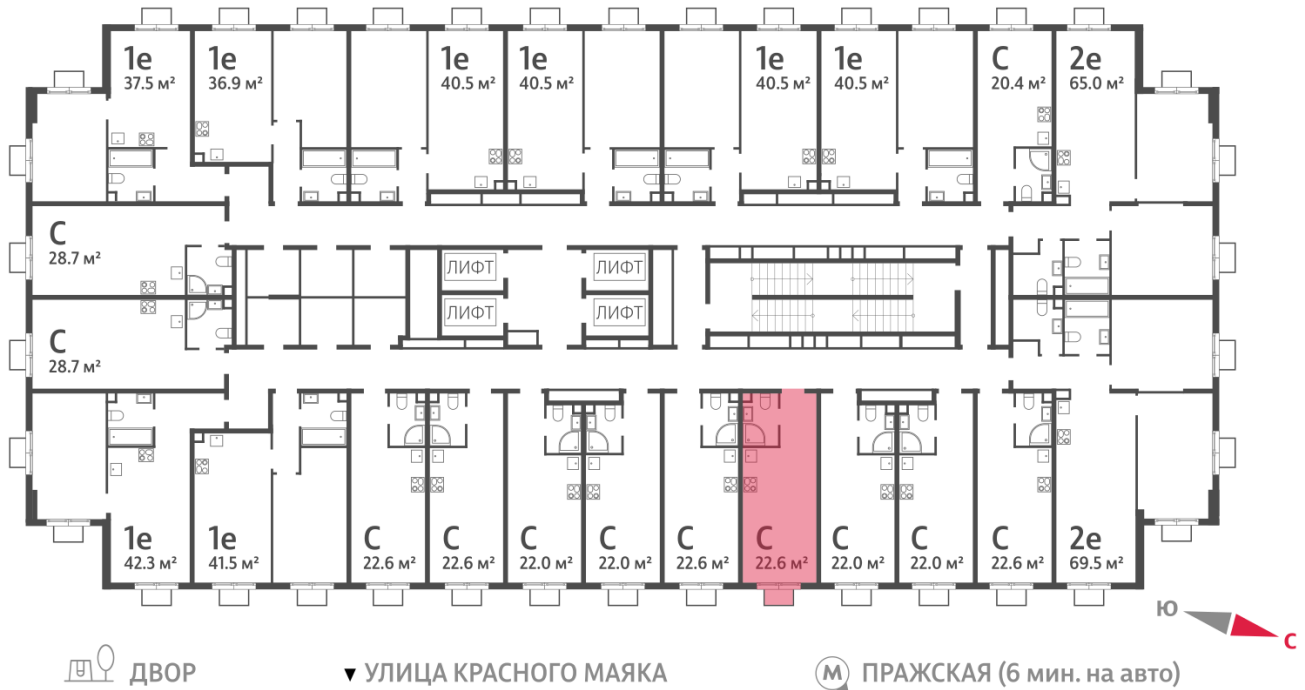 1е
37.5 м²
1е
36.9 м²
1е
40.5 м²
1е
40.5 м²
1е
40.5 м²
1е
40.5 м²
С
20.4 м²
2е
65.0 м²
С
28.7 м²
ЛИФТ
ЛИФТ
ЛИФТ
ЛИФТ
С
28.7 м²
1е
42.3 м²
1е
41.5 м²
С
22.6 м²
С
22.6 м²
С
22.0 м²
С
22.0 м²
С
22.6 м²
С
22.6 м²
С
22.0 м²
С
22.0 м²
С
22.6 м²
2е
69.5 м²
Ю
С
ДВОР
▼ УЛИЦА КРАСНОГО МАЯКА
М ПРАЖСКАЯ (6 мин. на авто)